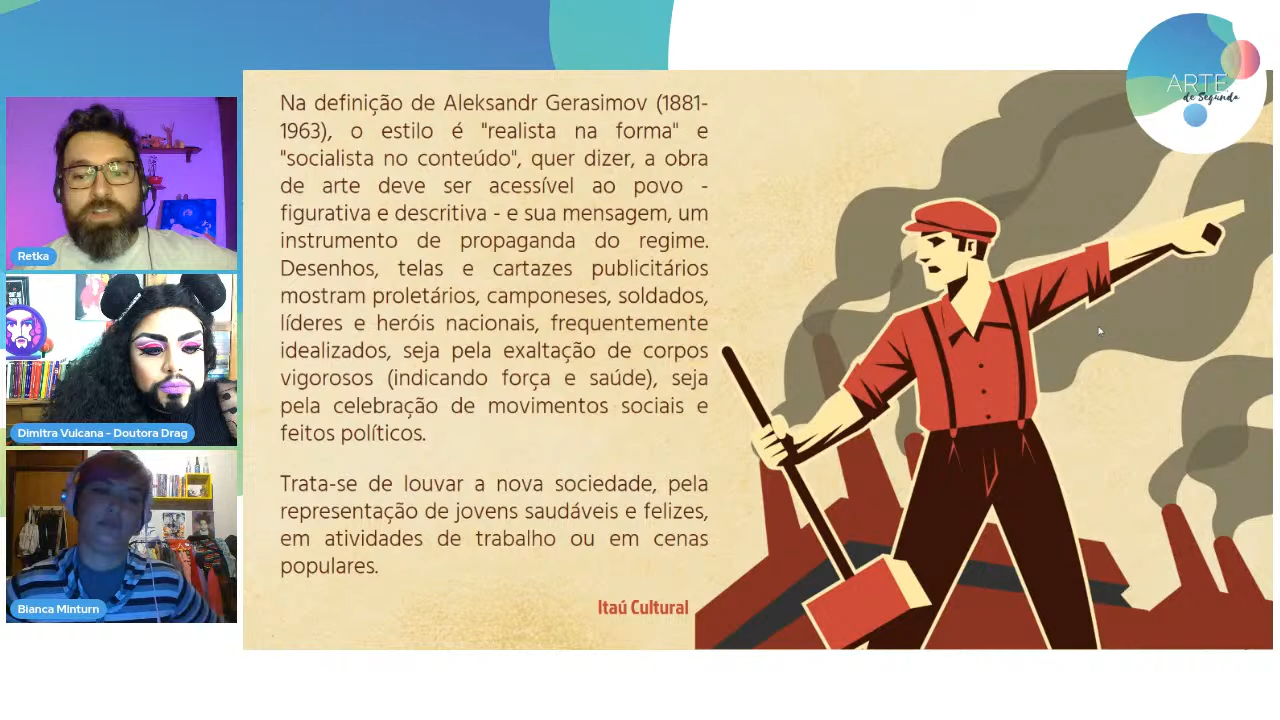 ARTE
de Segunda
Na definição de Aleksandr Gerasimov (1881-
1963), o estilo é "realista na forma" e
"socialista no conteúdo", quer dizer, a obra
de arte deve ser acessível ao povo -
figurativa e descritiva - e sua mensagem, um
instrumento de propaganda do regime.
Desenhos, telas e cartazes publicitários
mostram proletários, camponeses, soldados,
líderes e heróis nacionais, frequentemente
idealizados, seja pela exaltação de corpos
vigorosos (indicando força e saúde), seja
pela celebração de movimentos sociais e
feitos políticos.
Trata-se de louvar a nova sociedade, pela
representação de jovens saudáveis e felizes,
em atividades de trabalho ou em cenas
populares.
Itaú Cultural
Retka
Dimitra Vulcana - Doutora Drag
Bianca Minturn